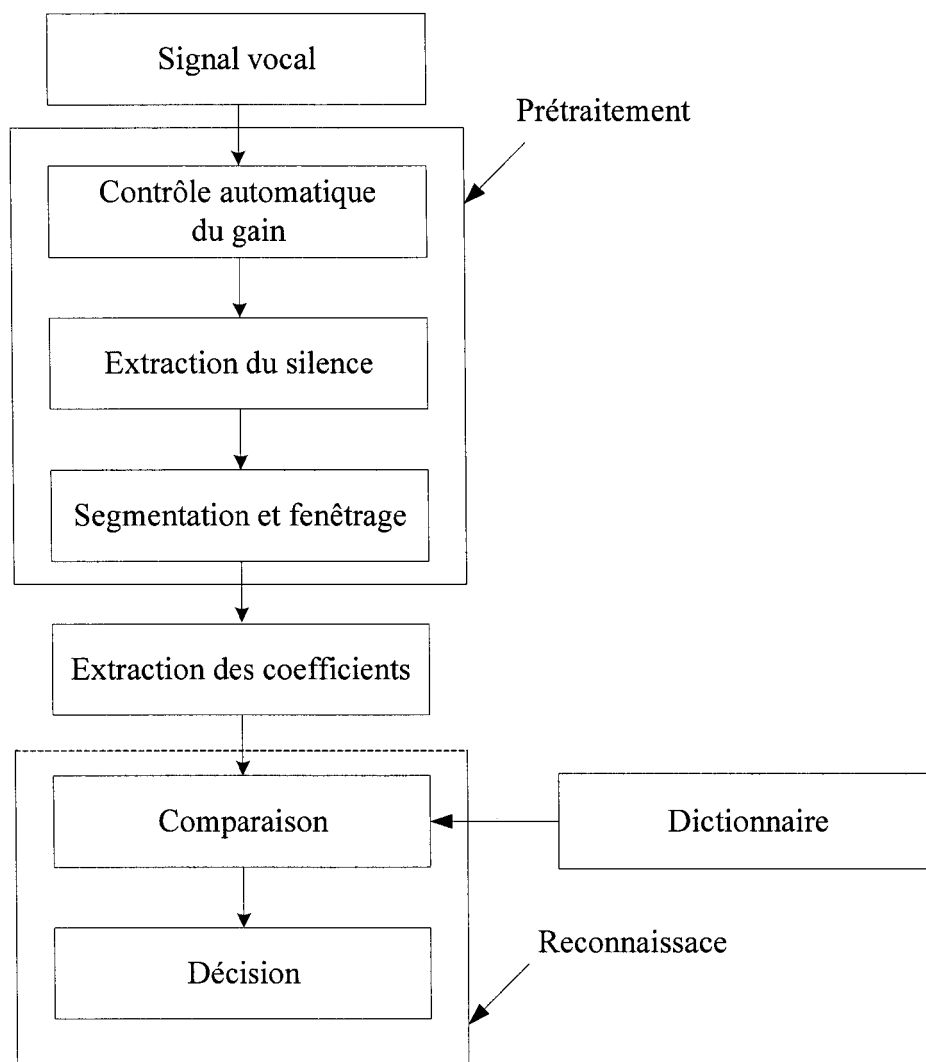 Signal vocal
Prétraitement
Contrôle automatique
du gain
Extraction du silence
Segmentation et fenêtrage
Extraction des coefficients
Comparaison
Dictionnaire
Reconnaissace
Décision